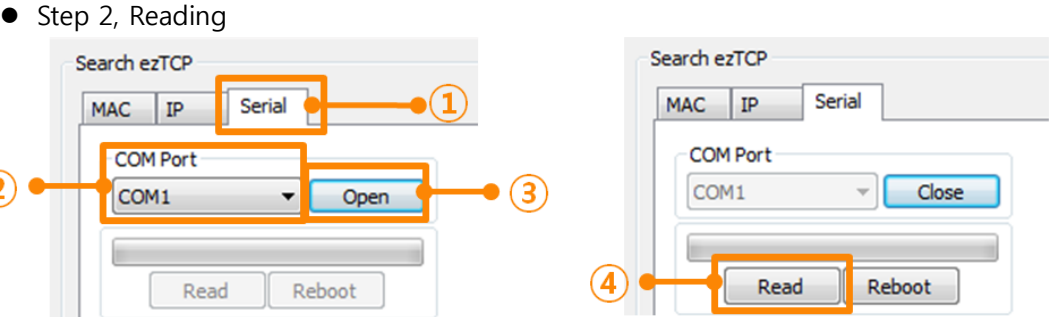 ● Step 2, Reading
Search ezTCP
MAC IP Serial
①
COM Port
②
COM1 Open
③
Read Reboot
Search ezTCP
MAC IP Serial
COM Port
COM1 Close
④
Read Reboot